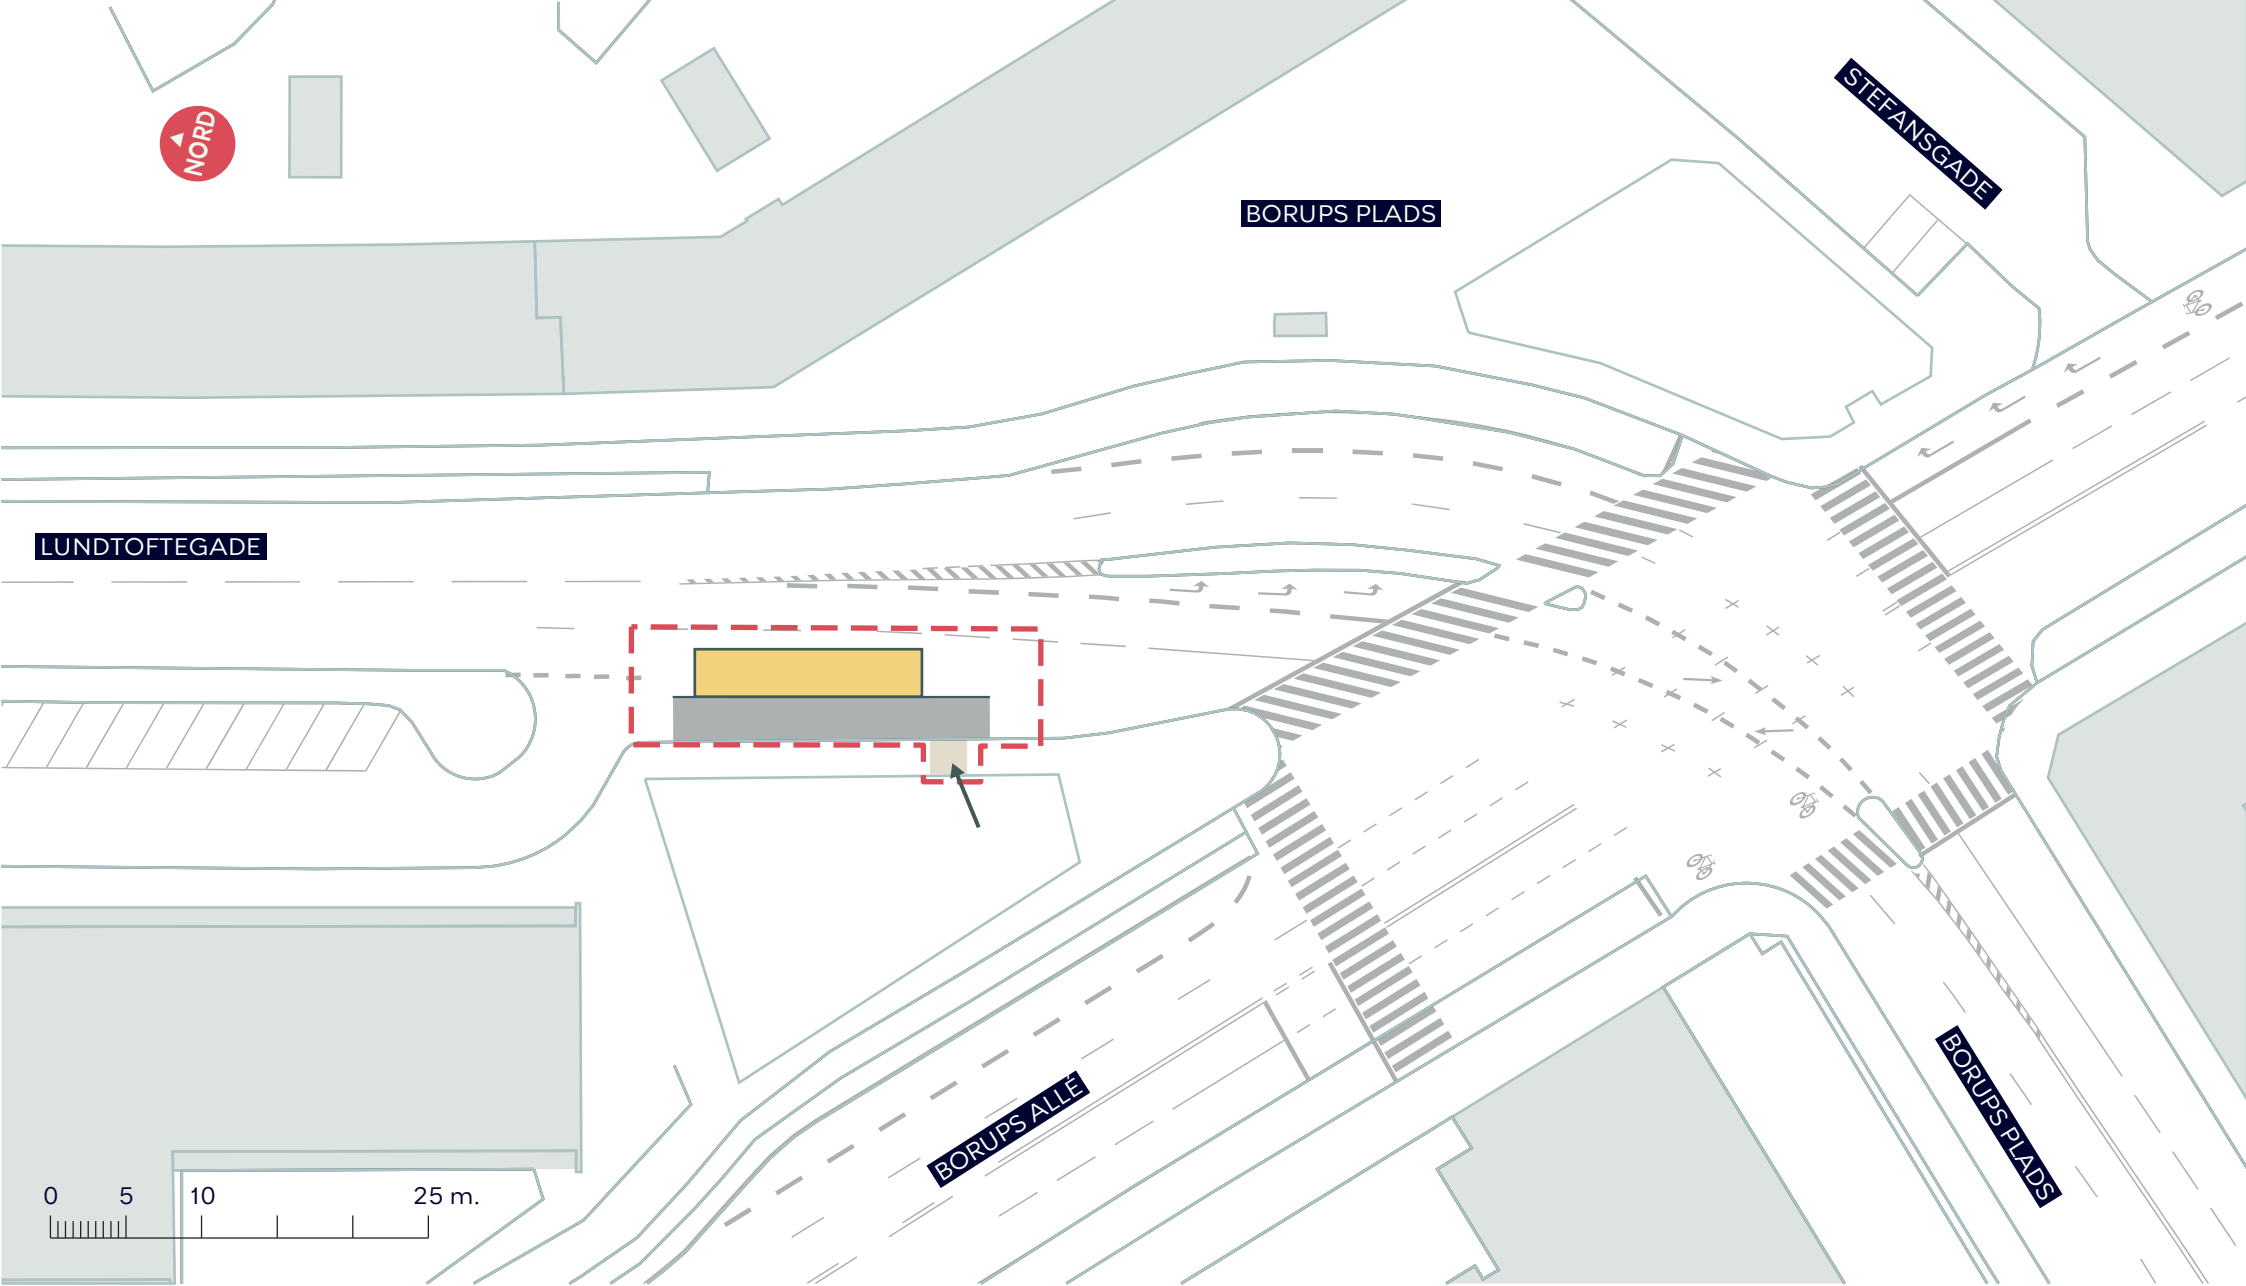 STEFANSGADE
NORD
BORUPS PLADS
LUNDTOFTEGADE
BORUPS ALLÉ
BORUPS PLADS
0 5 10 25 m.